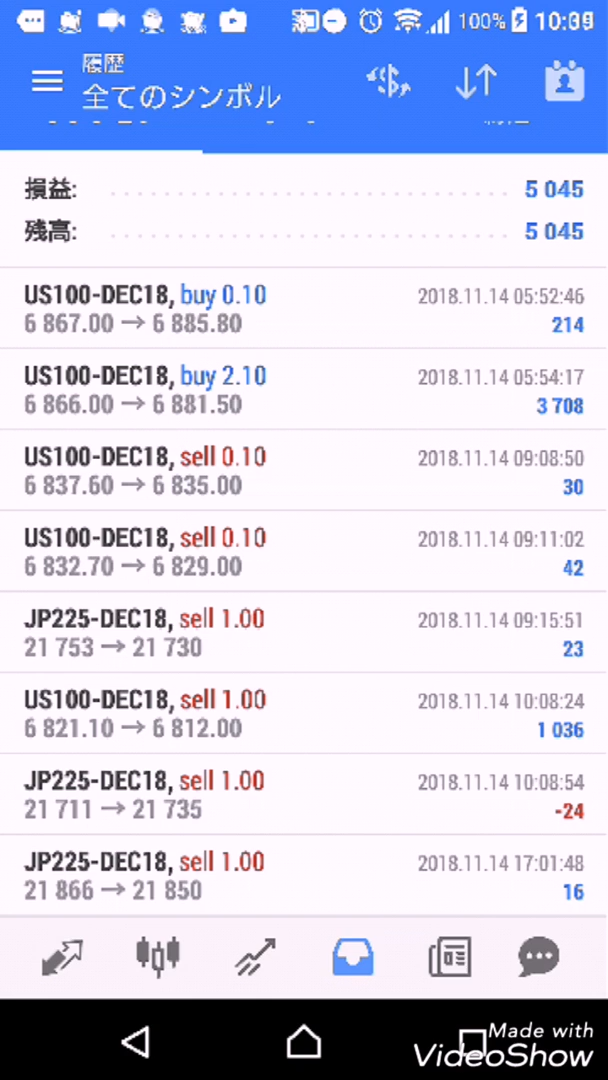 100% 10:09
履歴
全てのシンボル
損益: 5 045
残高: 5 045
US100-DEC18, buy 0.10 2018.11.14 05:52:46
6 867.00 → 6 885.80 214
US100-DEC18, buy 2.10 2018.11.14 05:54:17
6 866.00 → 6 881.50 3 708
US100-DEC18, sell 0.10 2018.11.14 09:08:50
6 837.60 → 6 835.00 30
US100-DEC18, sell 0.10 2018.11.14 09:11:02
6 832.70 → 6 829.00 42
JP225-DEC18, sell 1.00 2018.11.14 09:15:51
21 753 → 21 730 23
US100-DEC18, sell 1.00 2018.11.14 10:08:24
6 821.10 → 6 812.00 1 036
JP225-DEC18, sell 1.00 2018.11.14 10:08:54
21 711 → 21 735 -24
JP225-DEC18, sell 1.00 2018.11.14 17:01:48
21 866 → 21 850 16
Made with
VideoShow